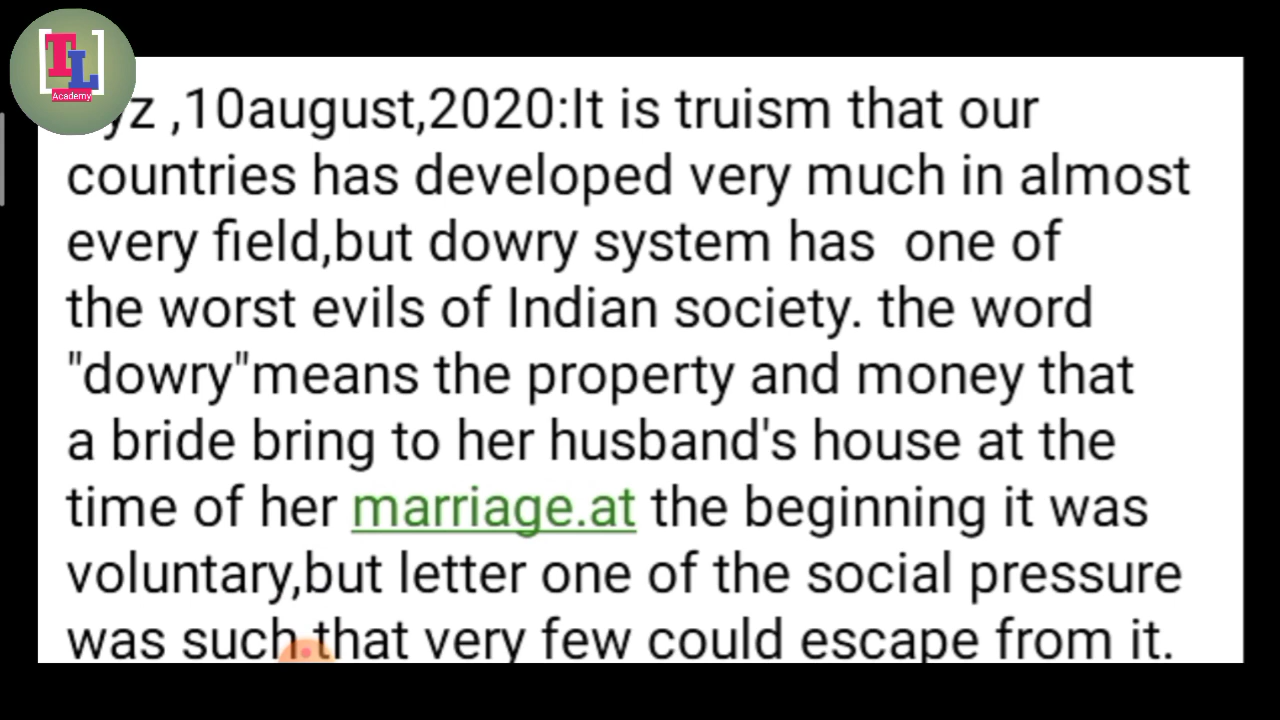 TL
Academy
yz ,10august,2020:It is truism that our
countries has developed very much in almost
every field,but dowry system has  one of
the worst evils of Indian society. the word
"dowry"means the property and money that
a bride bring to her husband's house at the
time of her marriage.at the beginning it was
voluntary,but letter one of the social pressure
was such that very few could escape from it.